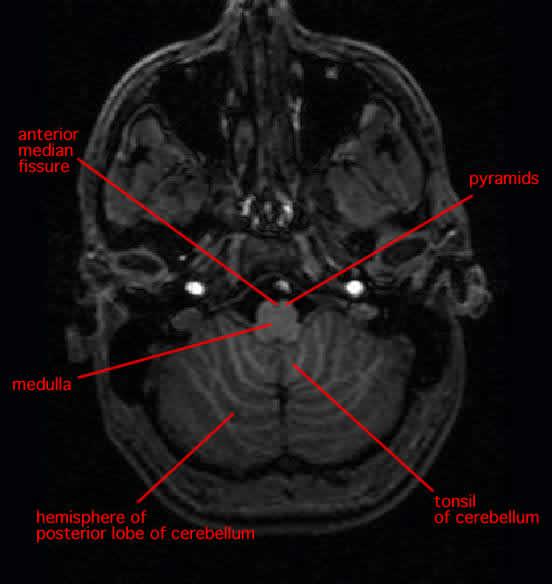 anterior
median
fissure
pyramids
medulla
tonsil
of cerebellum
hemisphere of
posterior lobe of cerebellum